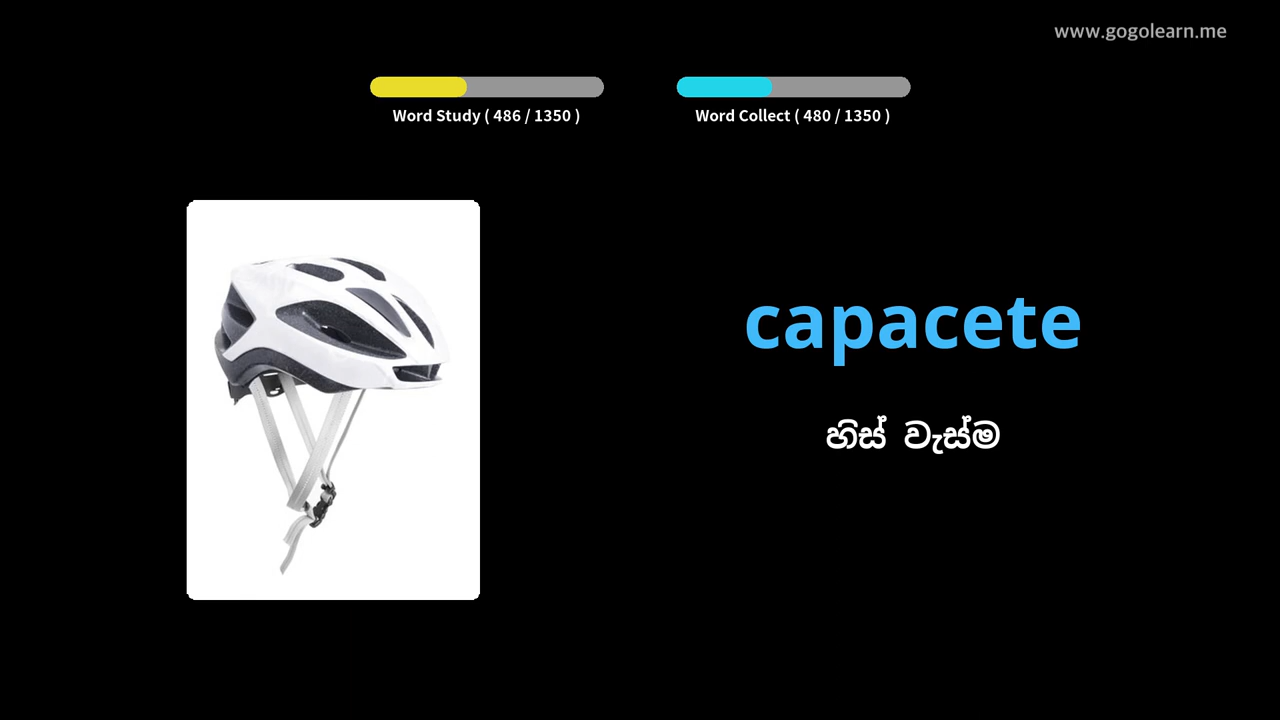 www.gogolearn.me
Word Study ( 486 / 1350 )
Word Collect ( 480 / 1350 )
capacete
හිස් වැස්ම